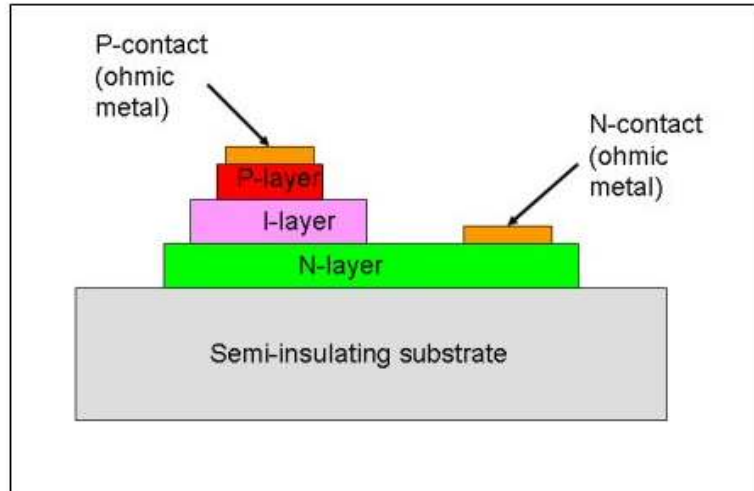 P-contact
(ohmic
metal)
N-contact
(ohmic
metal)
P-layer
I-layer
N-layer
Semi-insulating substrate